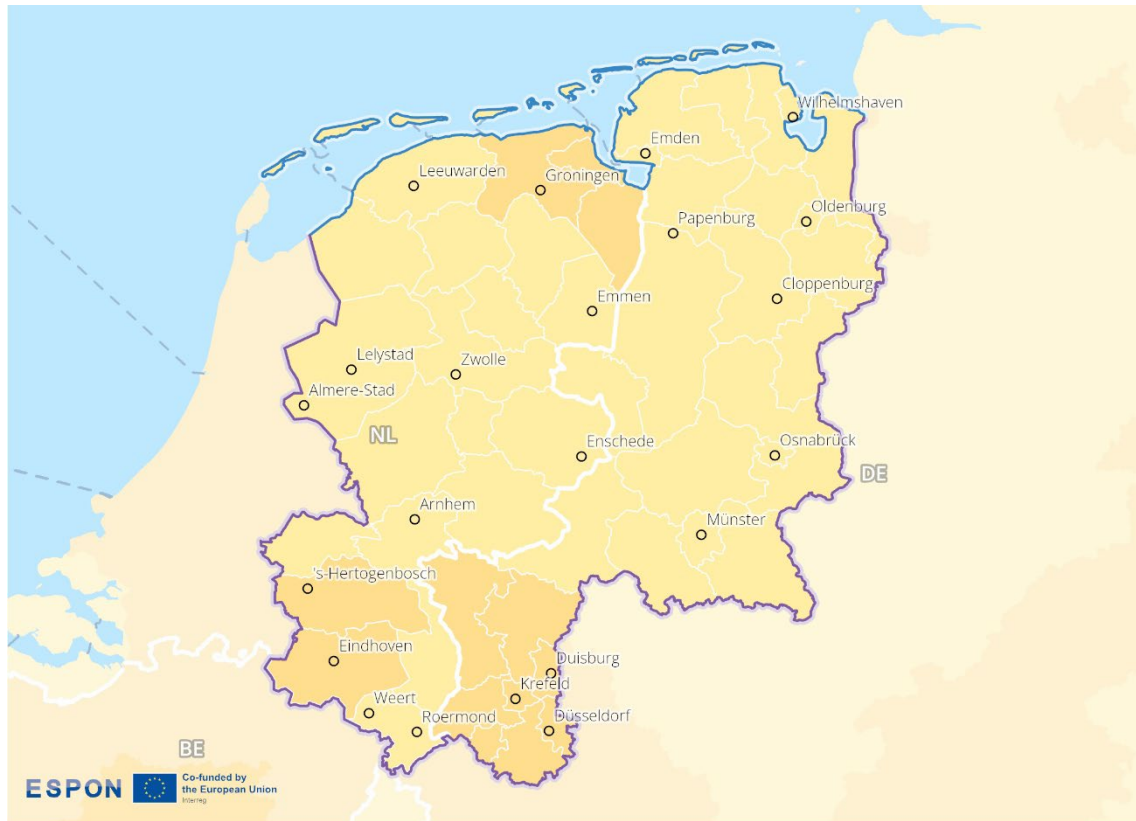 Wilhelmshaven
Emden
Leeuwarden
Groningen
Oldenburg
Papenburg
Cloppenburg
Emmen
Lelystad
Zwolle
Almere-Stad
NL
Enschede
Osnabrück
DE
Arnhem
Münster
's-Hertogenbosch
Eindhoven
Duisburg
Krefeld
Weert
Roermond
Düsseldorf
BE
ESPON
Co-funded by
the European Union
Interreg